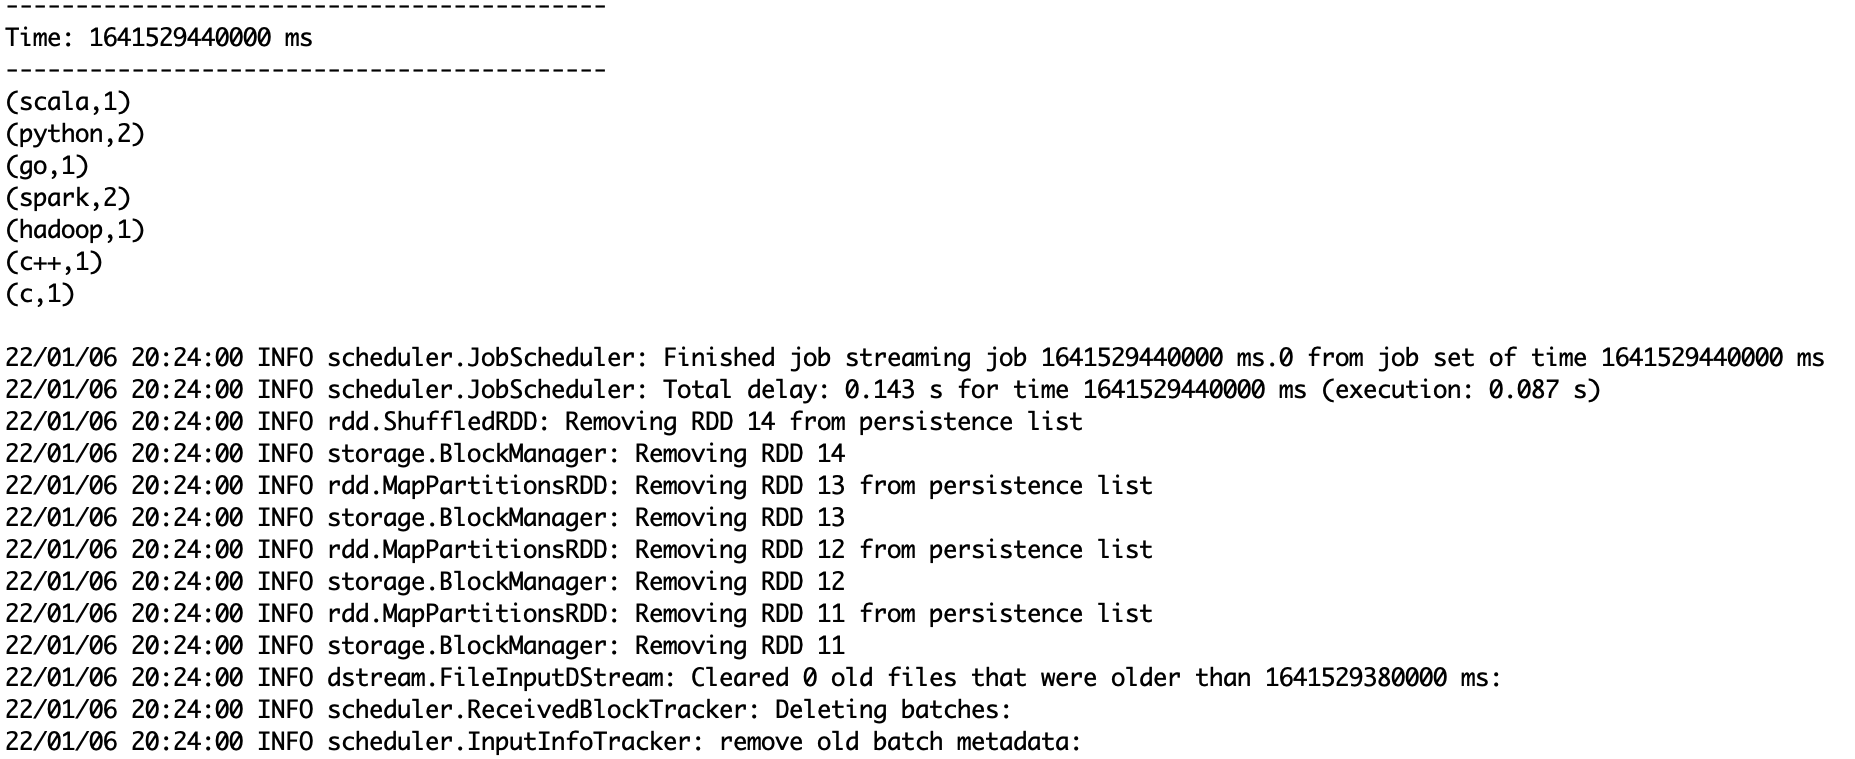 -------------------------------------------
Time: 1641529440000 ms
-------------------------------------------
(scala,1)
(python,2)
(go,1)
(spark,2)
(hadoop,1)
(c++,1)
(c,1)
22/01/06 20:24:00 INFO scheduler.JobScheduler: Finished job streaming job 1641529440000 ms.0 from job set of time 1641529440000 ms
22/01/06 20:24:00 INFO scheduler.JobScheduler: Total delay: 0.143 s for time 1641529440000 ms (execution: 0.087 s)
22/01/06 20:24:00 INFO rdd.ShuffledRDD: Removing RDD 14 from persistence list
22/01/06 20:24:00 INFO storage.BlockManager: Removing RDD 14
22/01/06 20:24:00 INFO rdd.MapPartitionsRDD: Removing RDD 13 from persistence list
22/01/06 20:24:00 INFO storage.BlockManager: Removing RDD 13
22/01/06 20:24:00 INFO rdd.MapPartitionsRDD: Removing RDD 12 from persistence list
22/01/06 20:24:00 INFO storage.BlockManager: Removing RDD 12
22/01/06 20:24:00 INFO rdd.MapPartitionsRDD: Removing RDD 11 from persistence list
22/01/06 20:24:00 INFO storage.BlockManager: Removing RDD 11
22/01/06 20:24:00 INFO dstream.FileInputDStream: Cleared 0 old files that were older than 1641529380000 ms:
22/01/06 20:24:00 INFO scheduler.ReceivedBlockTracker: Deleting batches:
22/01/06 20:24:00 INFO scheduler.InputInfoTracker: remove old batch metadata: